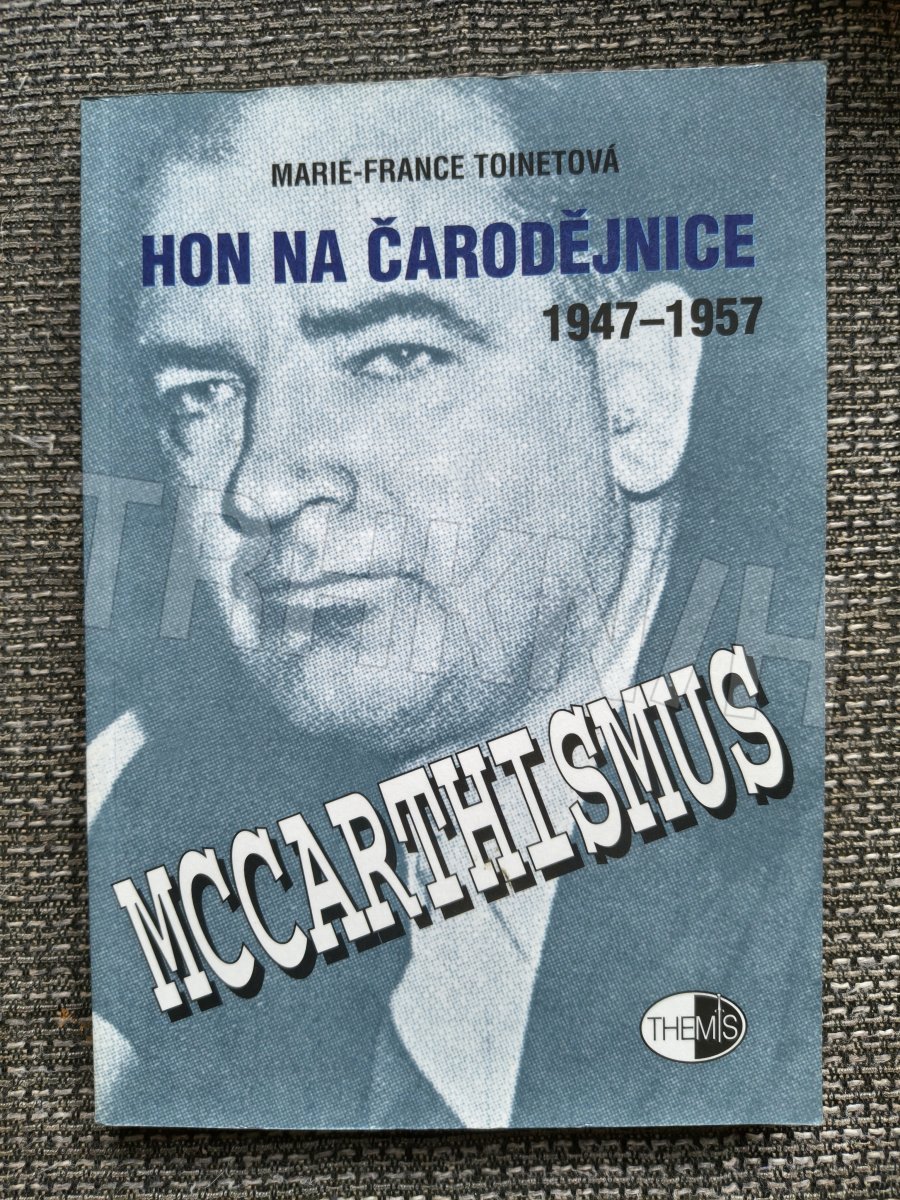 MARIE-FRANCE TOINETOVÁ
HON NA ČARODĚJNICE
1947–1957
MCCARTHISMUS
THEMIS